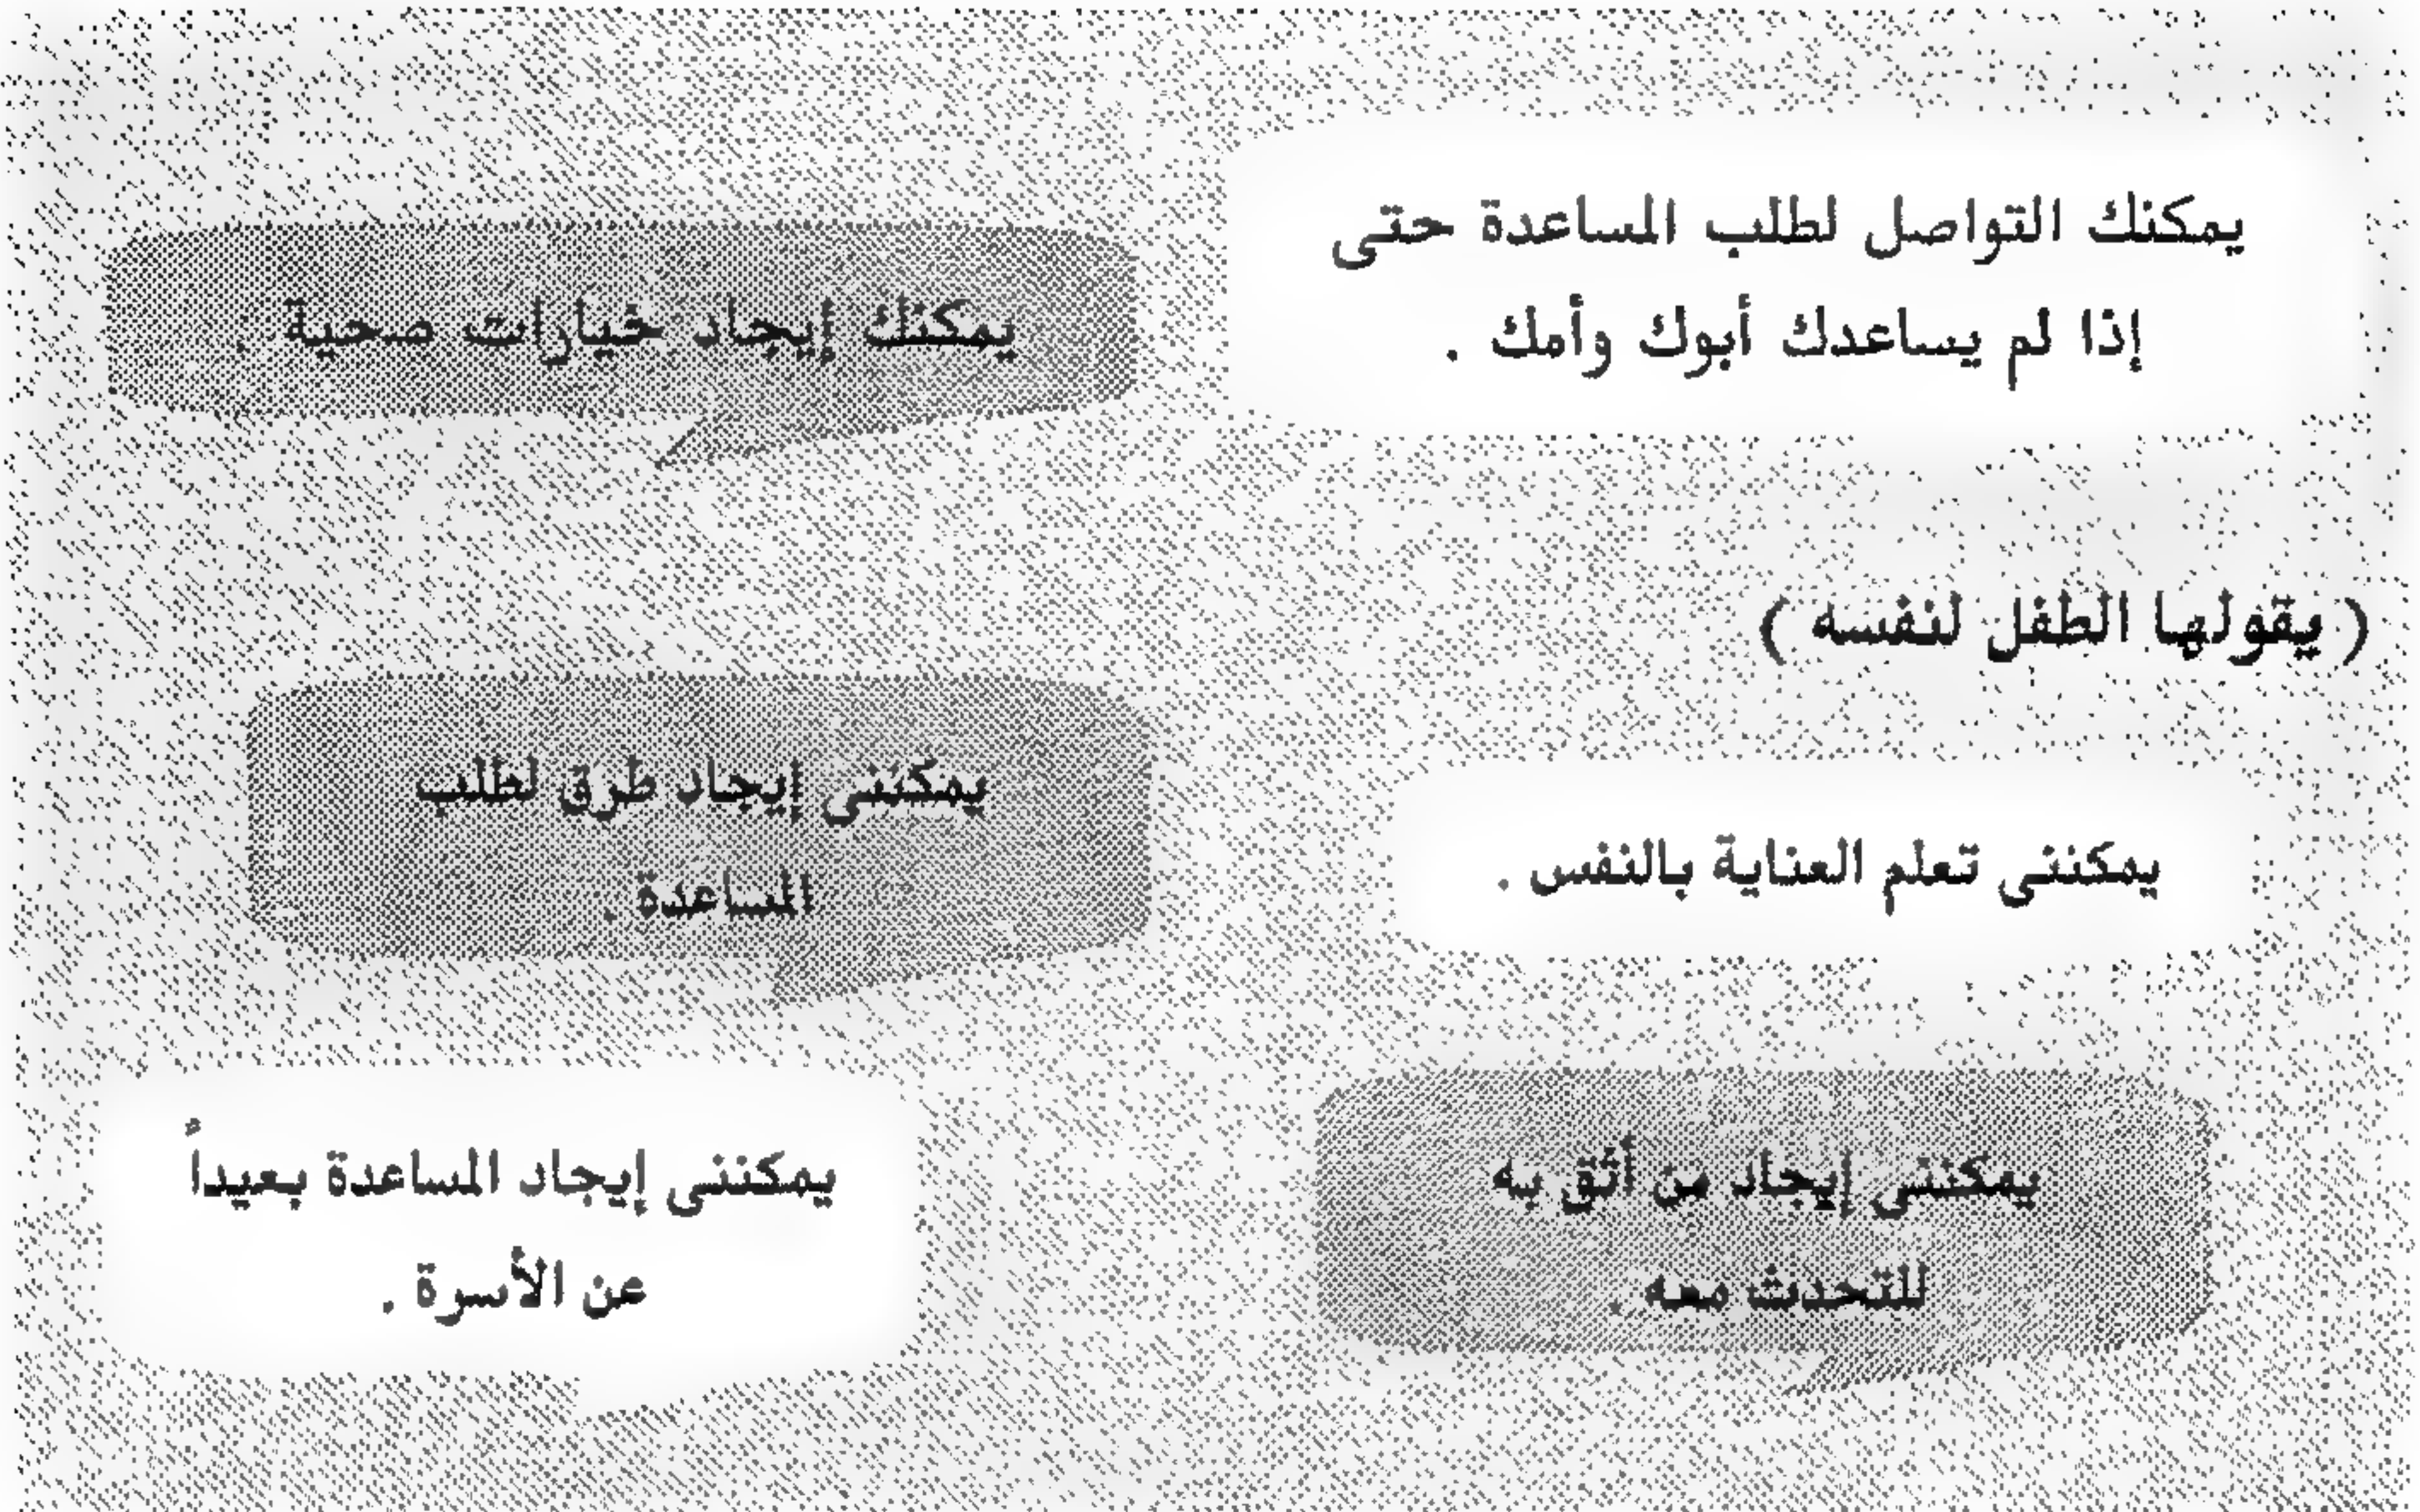 يمكنك التواصل لطلب المساعدة حتى
إذا لم يساعدك أبوك وأمك .
يمكنك إيجاد خيارات صحية .
( يقولها الطفل لنفسه )
يمكننى تعلم العناية بالنفس .
يمكننى إيجاد طرق لطلب
المساعدة .
يمكننى إيجاد من أثق به
للتحدث معه .
يمكننى إيجاد المساعدة بعيداً
عن الأسرة .